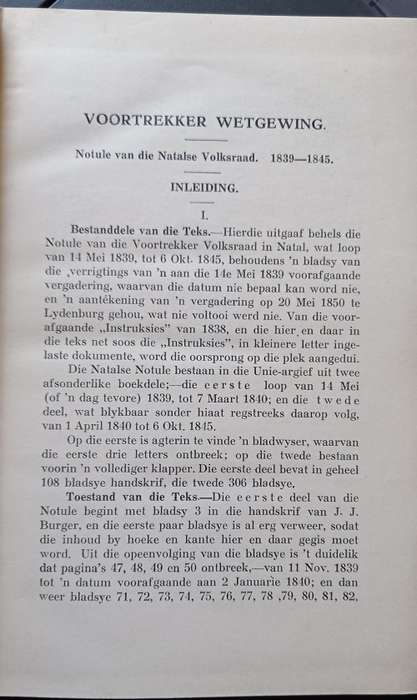 VOORTREKKER WETGEWING.
Notule van die Natalse Volksraad. 1839—1845.
INLEIDING.
I.
Bestanddele van die Teks.—Hierdie uitgaaf behels die
Notule van die Voortrekker Volksraad in Natal, wat loop
van 14 Mei 1839, tot 6 Okt. 1845, behoudens 'n bladsy van
die verrigtings van 'n aan die 14e Mei 1839 voorafgaande
vergadering, waarvan die datum nie bepaal kan word nie,
en 'n aantékening van 'n vergadering op 20 Mei 1850 te
Lydenburg gehou, wat nie voltooi werd nie. Van die voor-
afgaande „Instruksies” van 1838, en die hier en daar in
die teks net soos die „Instruksies”, in kleinere letter inge-
laste dokumente, word die oorsprong op die plek aangedui.
Die Natalse Notule bestaan in die Unie-argief uit twee
afsonderlike boekdele;—die eerste loop van 14 Mei
(of 'n dag tevore) 1839, tot 7 Maart 1840; en die twede
deel, wat blykbaar sonder hiaat regstreeks daarop volg,
van 1 April 1840 tot 6 Okt. 1845.
Op die eerste is agterin te vinde 'n bladwyser, waarvan
die eerste drie letters ontbreek; op die twede bestaan
voorin 'n vollediger klapper. Die eerste deel bevat in geheel
108 bladsye handskrif, die twede 306 bladsye.
Toestand van die Teks.—Die eerste deel van die
Notule begint met bladsy 3 in die handskrif van J. J.
Burger, en die eerste paar bladsye is al erg verweer, sodat
die inhoud by hoeke en kante hier en daar gegis moet
word. Uit die opeenvolging van die bladsye is 't duidelik
dat pagina's 47, 48, 49 en 50 ontbreek,—van 11 Nov. 1839
tot 'n datum voorafgaande aan 2 Januarie 1840; en dan
weer bladsye 71, 72, 73, 74, 75, 76, 77, 78 ,79, 80, 81, 82,